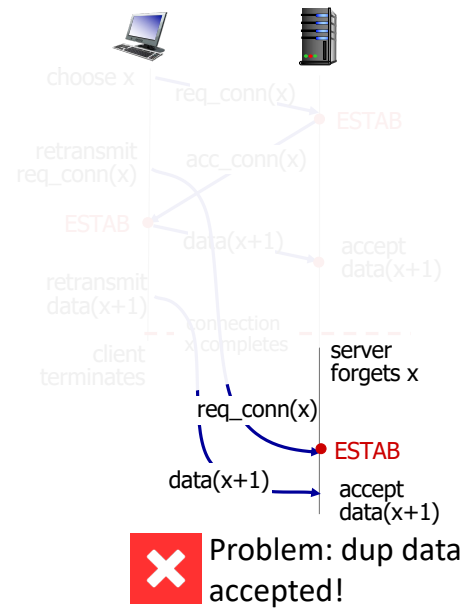 choose x
req_conn(x)
ESTAB
retransmit
req_conn(x)
acc_conn(x)
ESTAB
data(x+1)
accept
data(x+1)
retransmit
data(x+1)
connection
x completes
client
terminates
server
forgets x
req_conn(x)
ESTAB
data(x+1)
accept
data(x+1)
Problem: dup data
accepted!